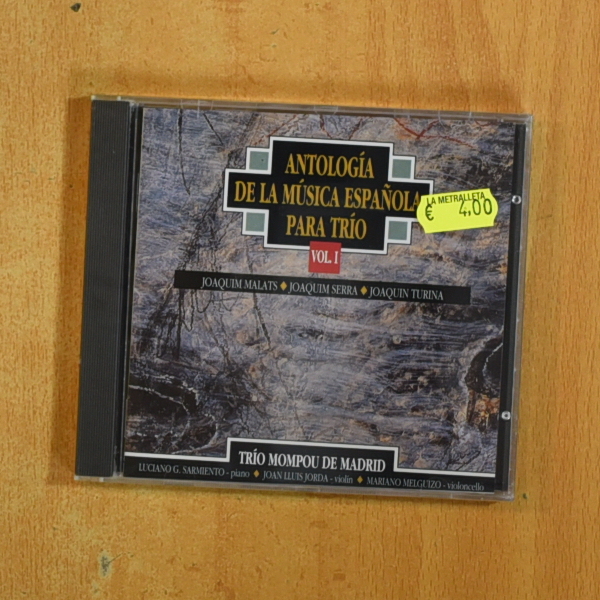 ANTOLOGÍA
DE LA MÚSICA ESPAÑOLA
PARA TRÍO
VOL. I
LA METRALLETA
€ 4,00
JOAQUIM MALATS ◆ JOAQUIM SERRA ◆ JOAQUIN TURINA
TRÍO MOMPOU DE MADRID
LUCIANO G. SARMIENTO - piano ◆ JOAN LLUIS JORDA - violín ◆ MARIANO MELGUIZO - violoncello